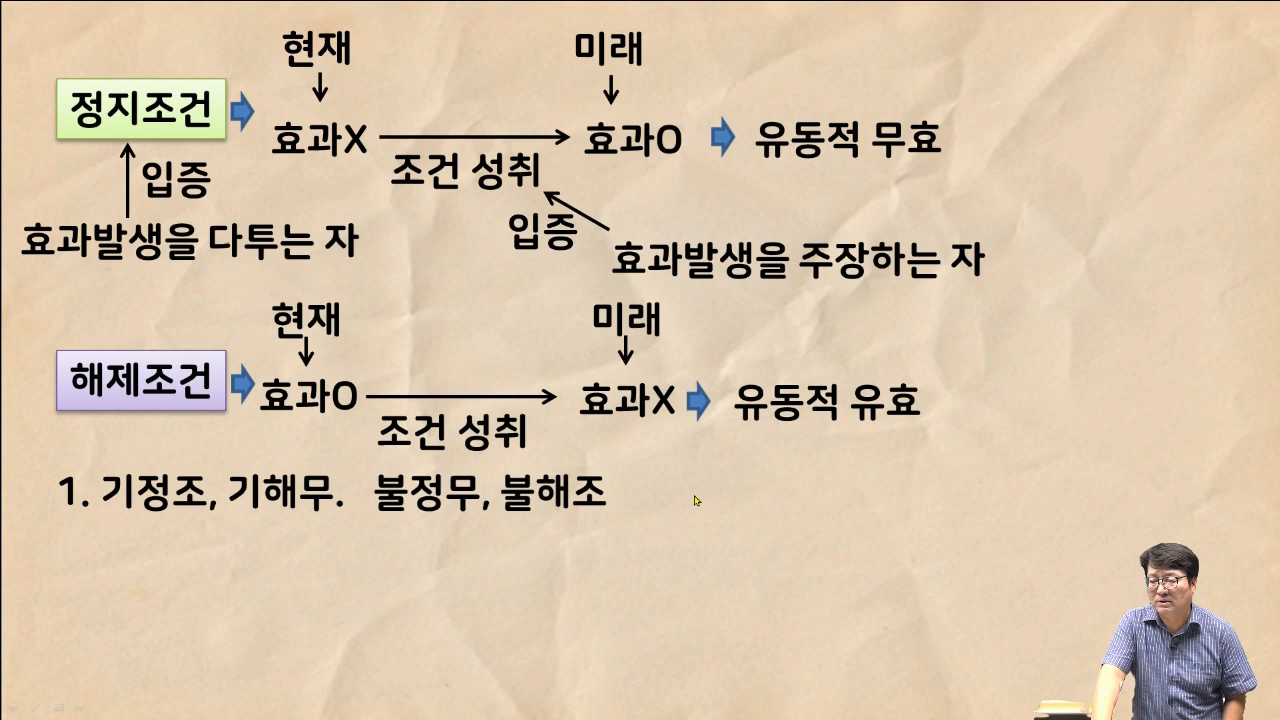 현재 미래
정지조건 효과X 효과O 유동적 무효
조건 성취
입증
입증
효과발생을 다투는 자
효과발생을 주장하는 자
현재 미래
해제조건 효과O 효과X 유동적 유효
조건 성취
1. 기정조, 기해무. 불정무, 불해조